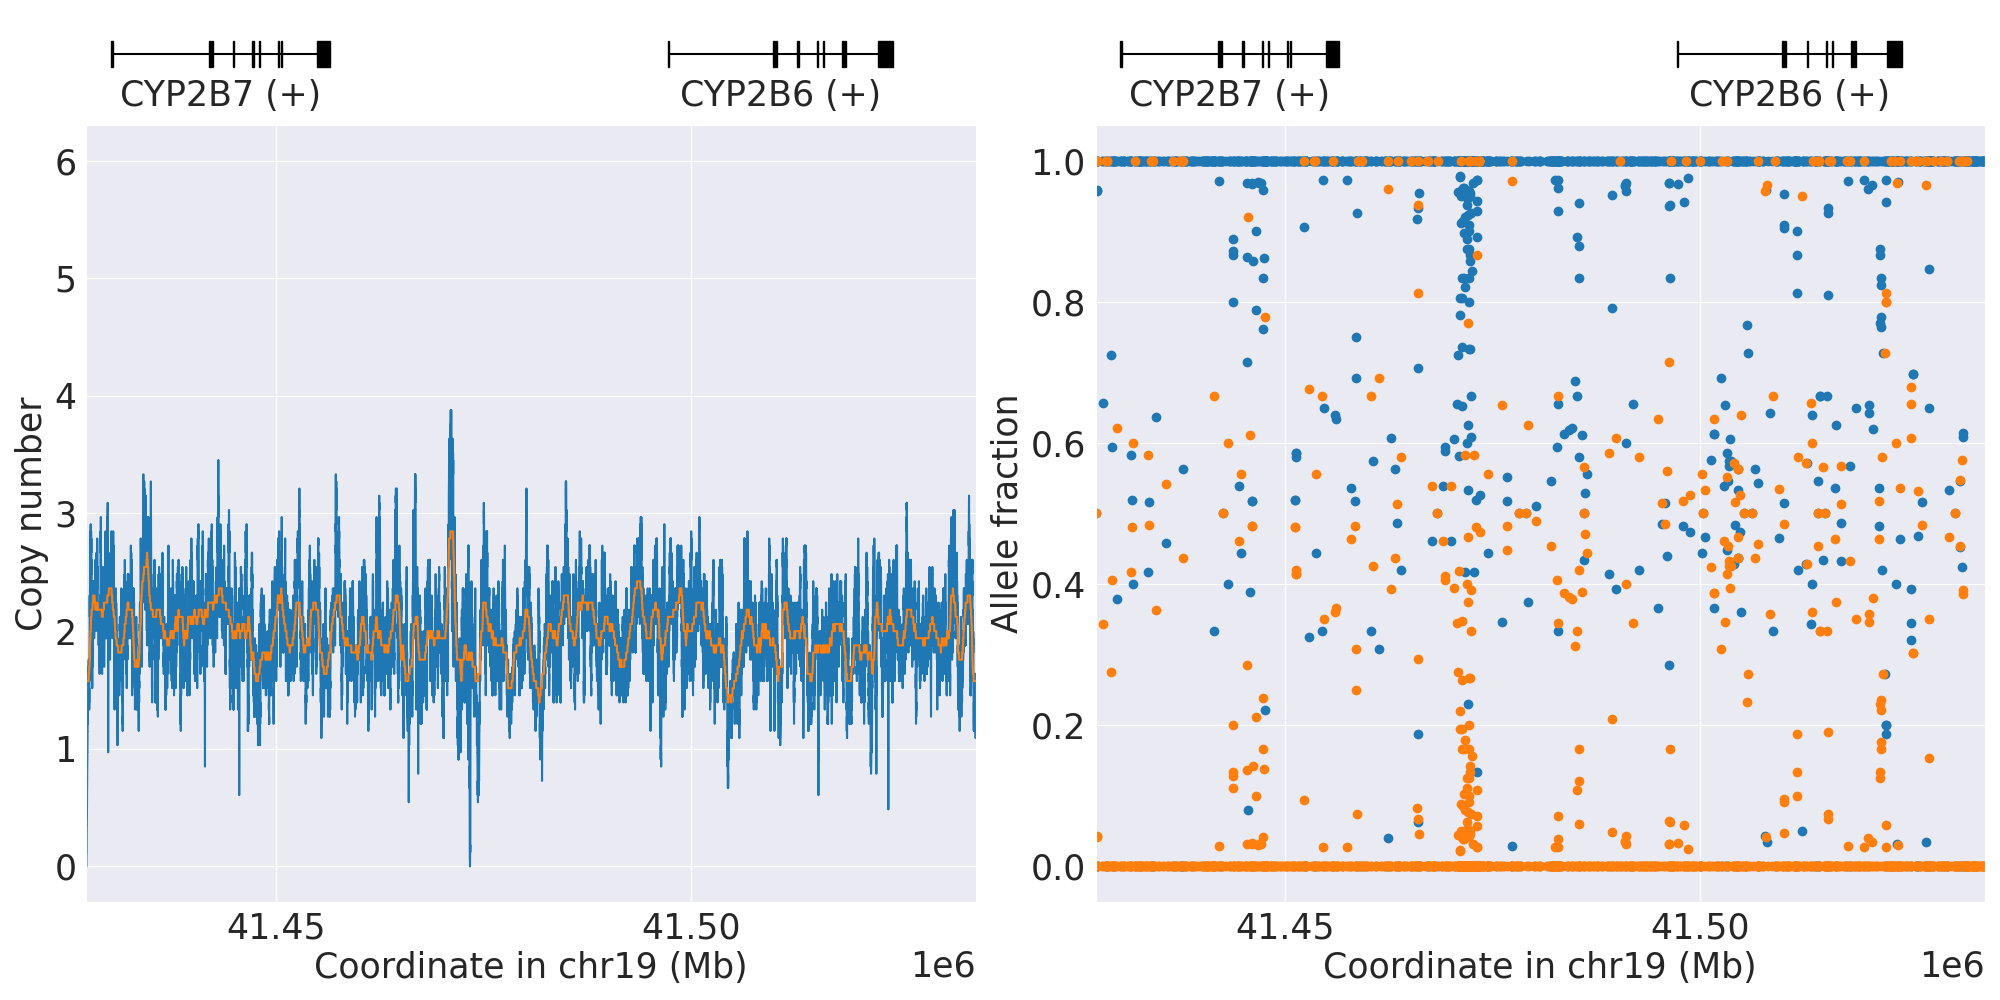 CYP2B7 (+)
CYP2B6 (+)
6
5
4
3
2
1
0
Copy number
41.45
41.50
Coordinate in chr19 (Mb)
1e6
CYP2B7 (+)
CYP2B6 (+)
1.0
0.8
0.6
0.4
0.2
0.0
Allele fraction
41.45
41.50
Coordinate in chr19 (Mb)
1e6